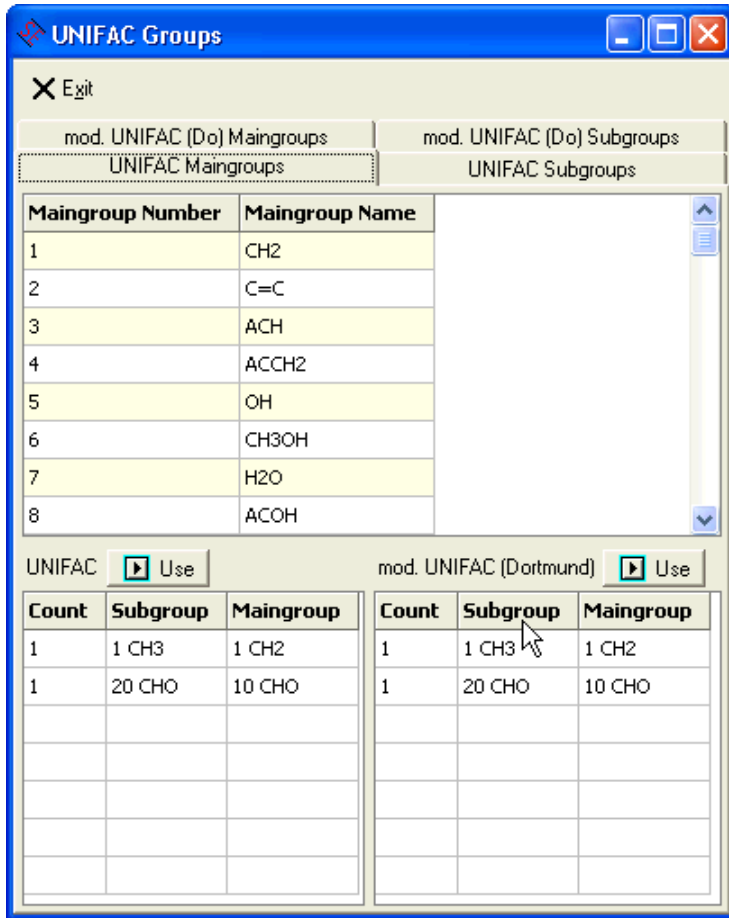 UNIFAC Groups
Exit
mod. UNIFAC (Do) Maingroups mod. UNIFAC (Do) Subgroups
UNIFAC Maingroups UNIFAC Subgroups
Maingroup Number Maingroup Name
1 CH2
2 C=C
3 ACH
4 ACCH2
5 OH
6 CH3OH
7 H2O
8 ACOH
UNIFAC Use mod. UNIFAC (Dortmund) Use
Count Subgroup Maingroup Count Subgroup Maingroup
1 1 CH3 1 CH2 1 1 CH3 1 CH2
1 20 CHO 10 CHO 1 20 CHO 10 CHO